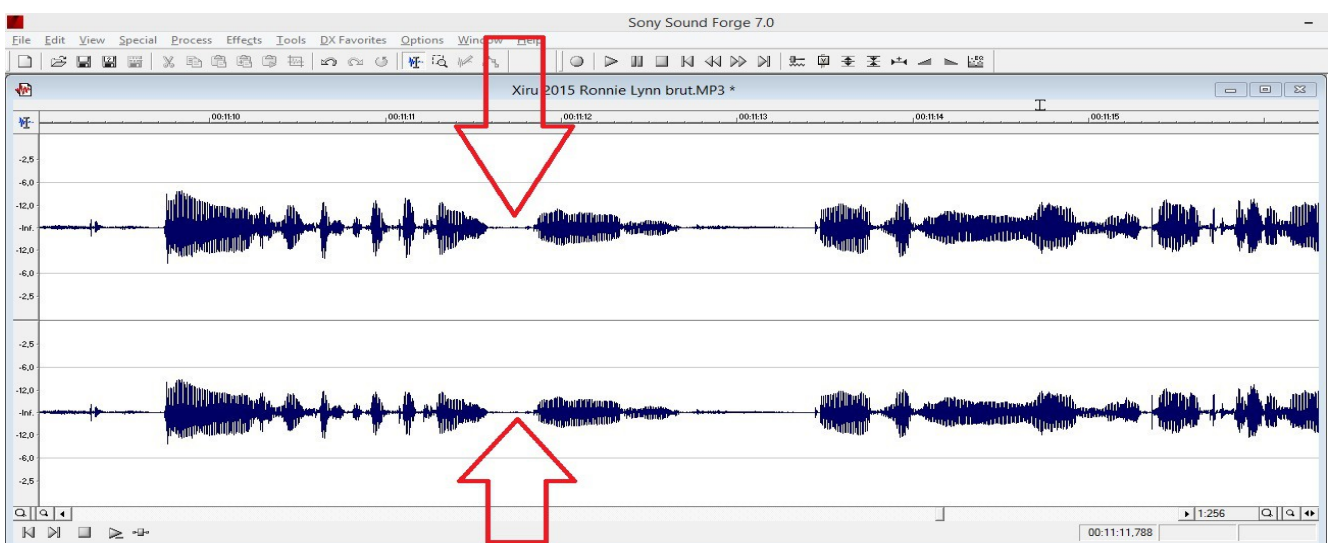 Sony Sound Forge 7.0
File Edit View Special Process Effects Tools DX Favorites Options Window Help
Xiru 2015 Ronnie Lynn brut.MP3 *
00:11:10 00:11:11 00:11:12 00:11:13 00:11:14 00:11:15
-2,5
-6,0
-12,0
-Inf.
-12,0
-6,0
-2,5
-2,5
-6,0
-12,0
-Inf.
-12,0
-6,0
-2,5
1:256
00:11:11,788